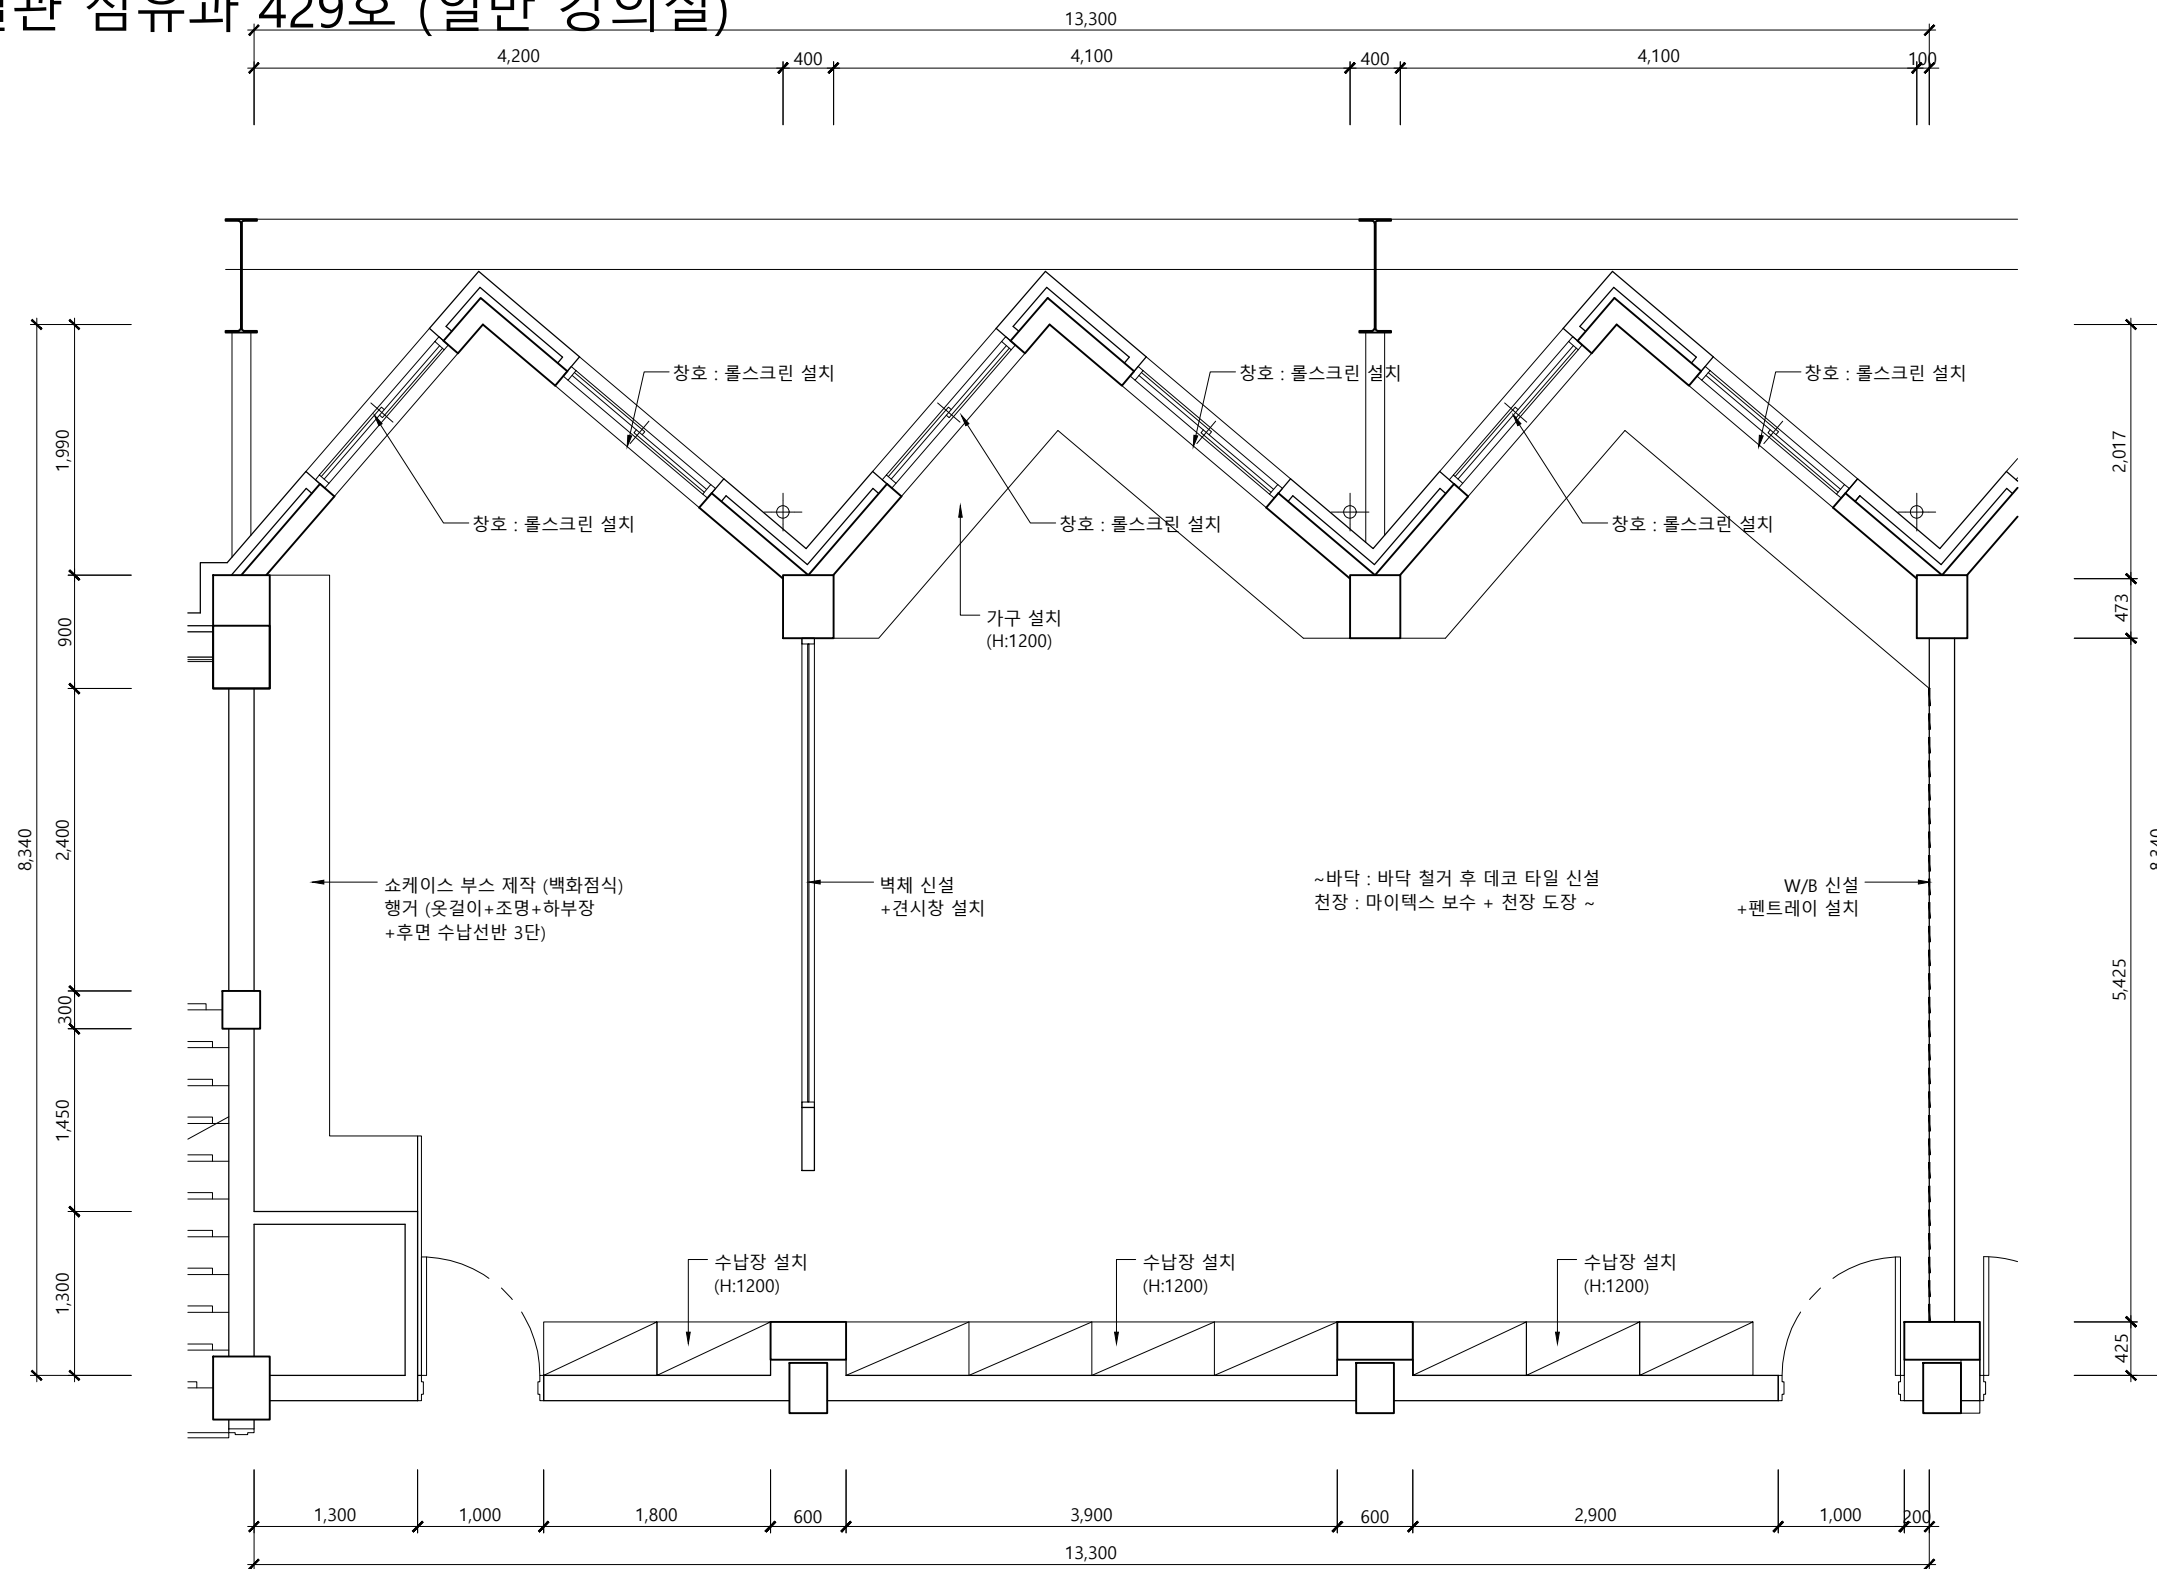 섬유과 429호 (일반 강의실)
13,300
4,200
400
4,100
400
4,100
100
창호 : 롤스크린 설치
창호 : 롤스크린 설치
창호 : 롤스크린 설치
창호 : 롤스크린 설치
창호 : 롤스크린 설치
창호 : 롤스크린 설치
가구 설치
(H:1200)
1,990
900
2,400
300
1,450
1,300
8,340
2,017
473
5,425
425
8,340
쇼케이스 부스 제작 (백화점식)
행거 (옷걸이+조명+하부장
+후면 수납선반 3단)
벽체 신설
+견시창 설치
~바닥 : 바닥 철거 후 데코 타일 신설
천장 : 마이텍스 보수 + 천장 도장 ~
W/B 신설
+펜트레이 설치
수납장 설치
(H:1200)
수납장 설치
(H:1200)
수납장 설치
(H:1200)
1,300
1,000
1,800
600
3,900
600
2,900
1,000
200
13,300